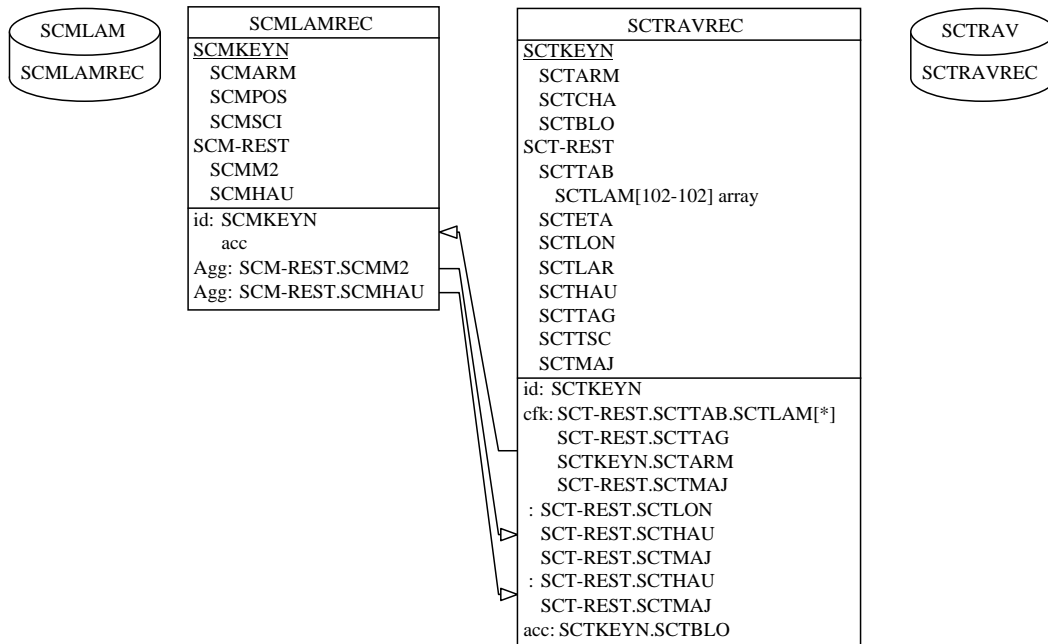 SCMLAM
SCMLAMREC
SCMLAMREC
SCMKEYN
SCMARM
SCMPOS
SCMSCI
SCM-REST
SCMM2
SCMHAU
id: SCMKEYN
acc
Agg: SCM-REST.SCMM2
Agg: SCM-REST.SCMHAU
SCTRAVREC
SCTKEYN
SCTARM
SCTCHA
SCTBLO
SCT-REST
SCTTAB
SCTLAM[102-102] array
SCTETA
SCTLON
SCTLAR
SCTHAU
SCTTAG
SCTTSC
SCTMAJ
id: SCTKEYN
cfk: SCT-REST.SCTTAB.SCTLAM[*]
SCT-REST.SCTTAG
SCTKEYN.SCTARM
SCT-REST.SCTMAJ
: SCT-REST.SCTLON
SCT-REST.SCTHAU
SCT-REST.SCTMAJ
: SCT-REST.SCTHAU
SCT-REST.SCTMAJ
acc: SCTKEYN.SCTBLO
SCTRAV
SCTRAVREC